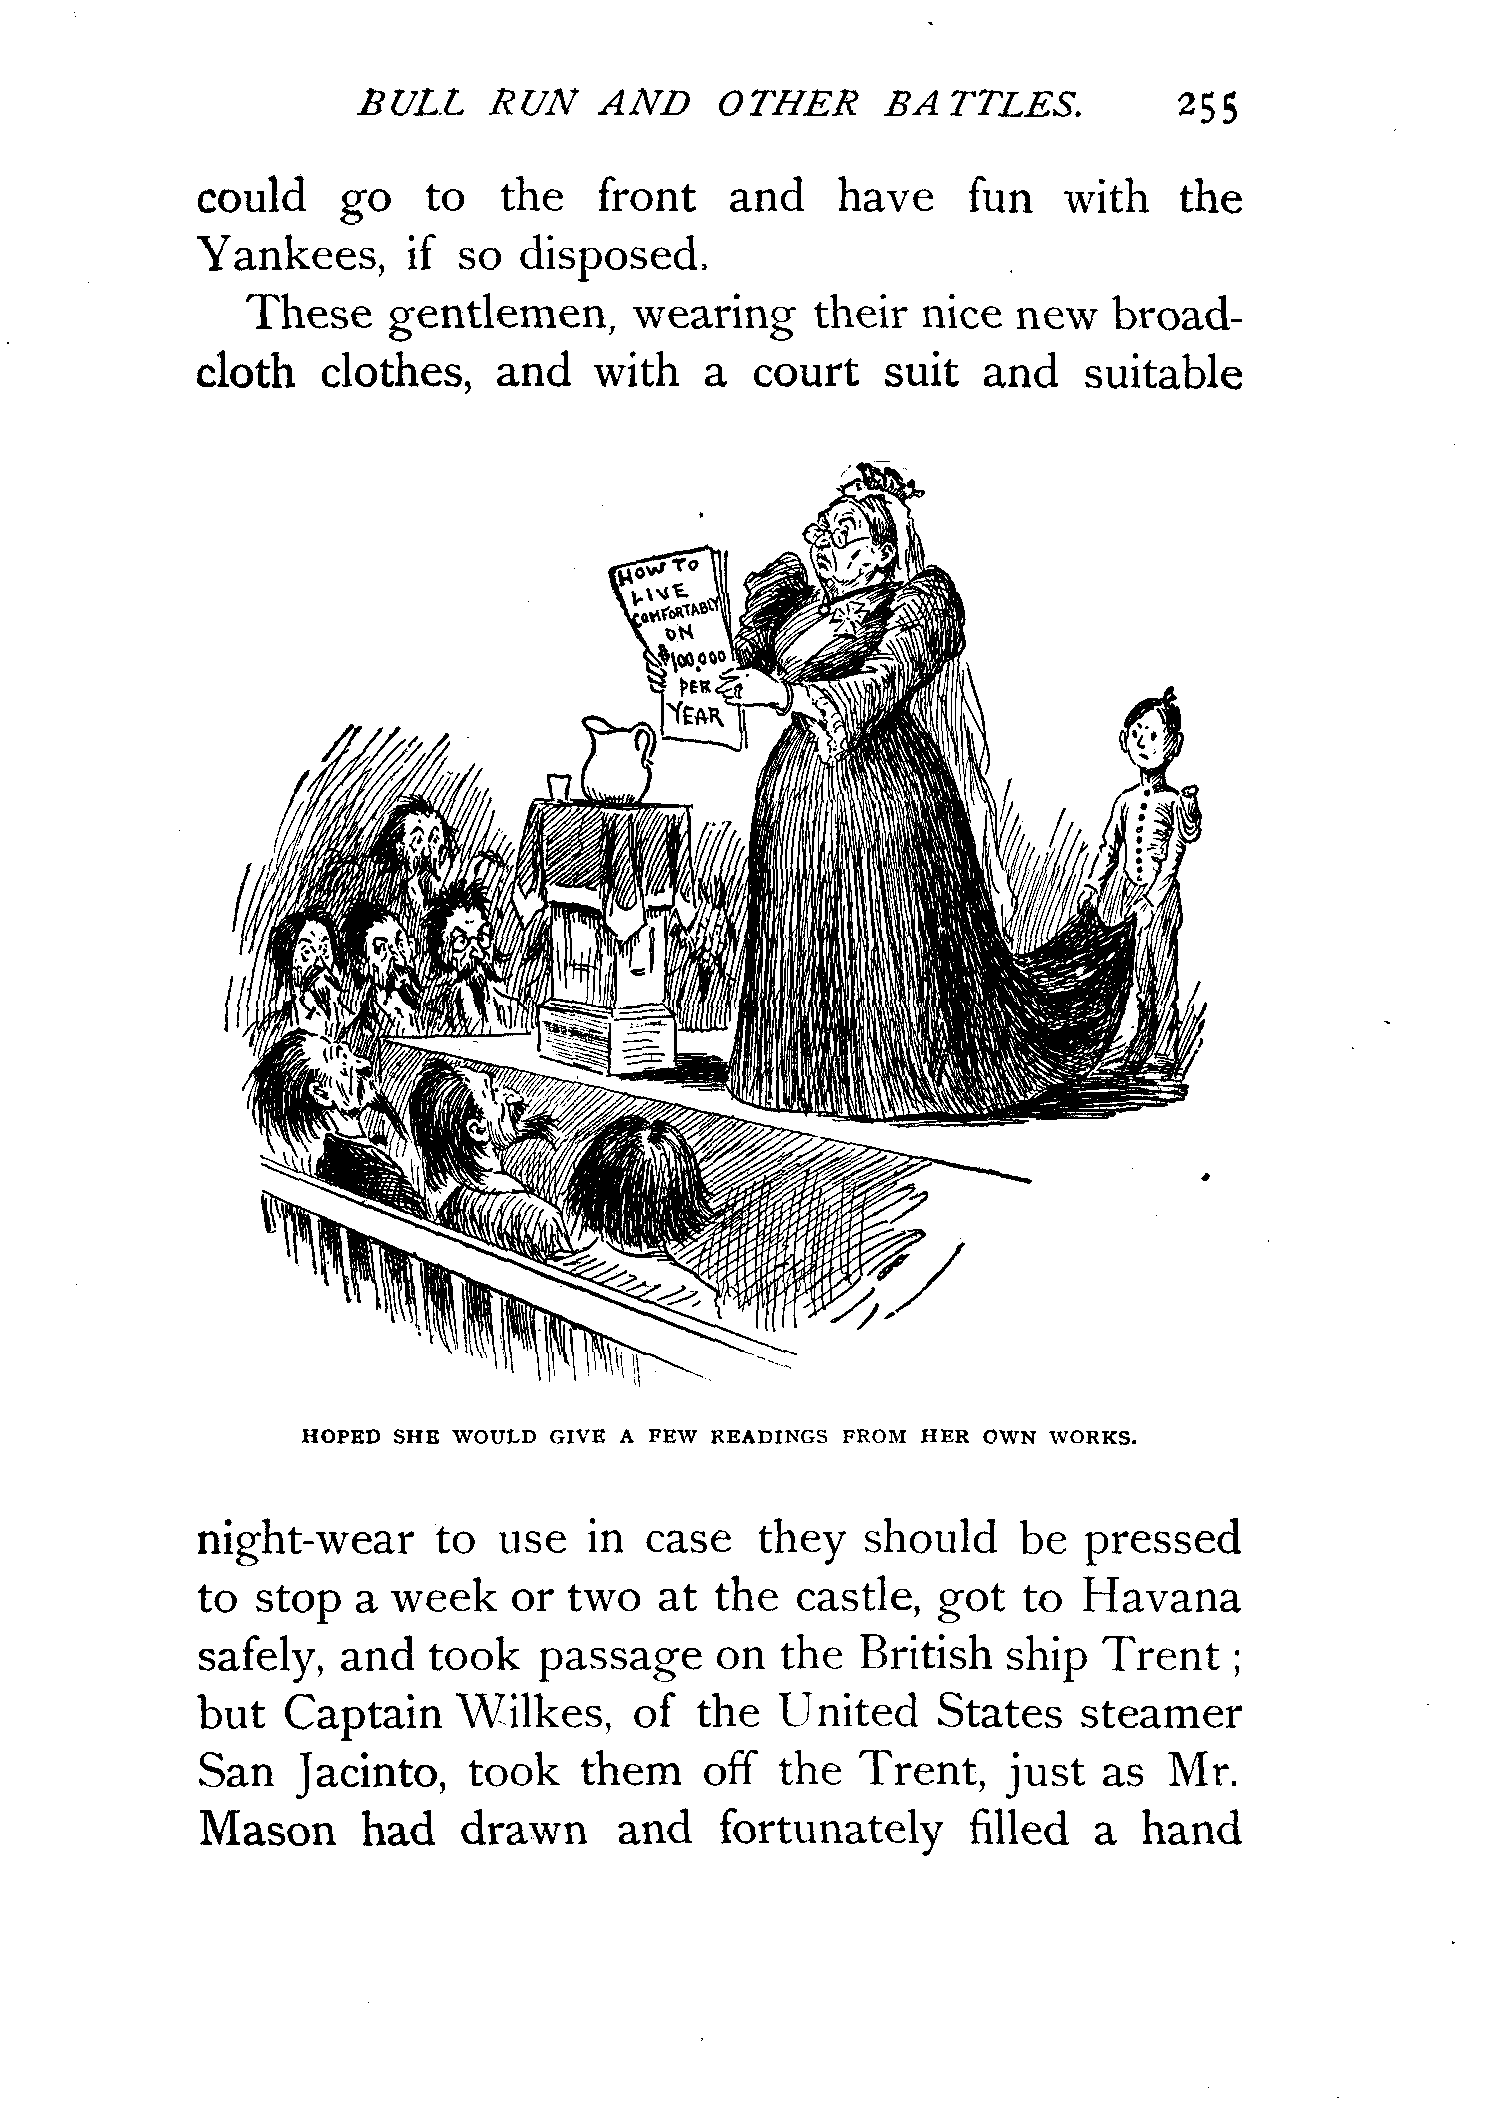 BULL RUN AND OTHER BATTLES. 255
could go to the front and have fun with the
Yankees, if so disposed.
These gentlemen, wearing their nice new broad-
cloth clothes, and with a court suit and suitable
HOW TO
LIVE
COMFORTABLY
ON
$100,000
PER
YEAR
HOPED SHE WOULD GIVE A FEW READINGS FROM HER OWN WORKS.
night-wear to use in case they should be pressed
to stop a week or two at the castle, got to Havana
safely, and took passage on the British ship Trent;
but Captain Wilkes, of the United States steamer
San Jacinto, took them off the Trent, just as Mr.
Mason had drawn and fortunately filled a hand